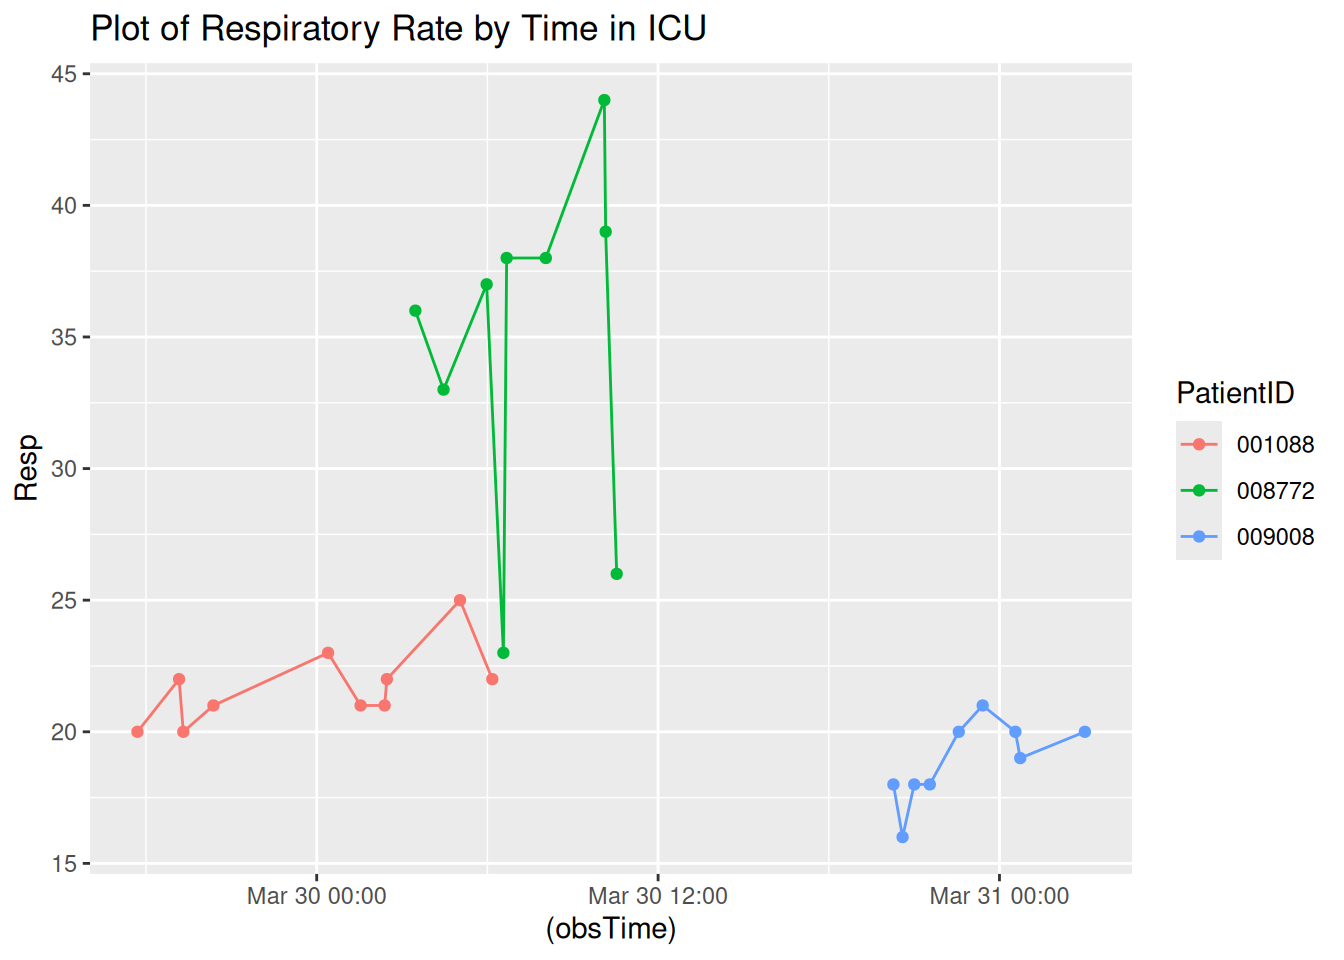 Plot of Respiratory Rate by Time in ICU
45
40
35
30
25
20
15
Resp
Mar 30 00:00
Mar 30 12:00
Mar 31 00:00
(obsTime)
PatientID
001088
008772
009008